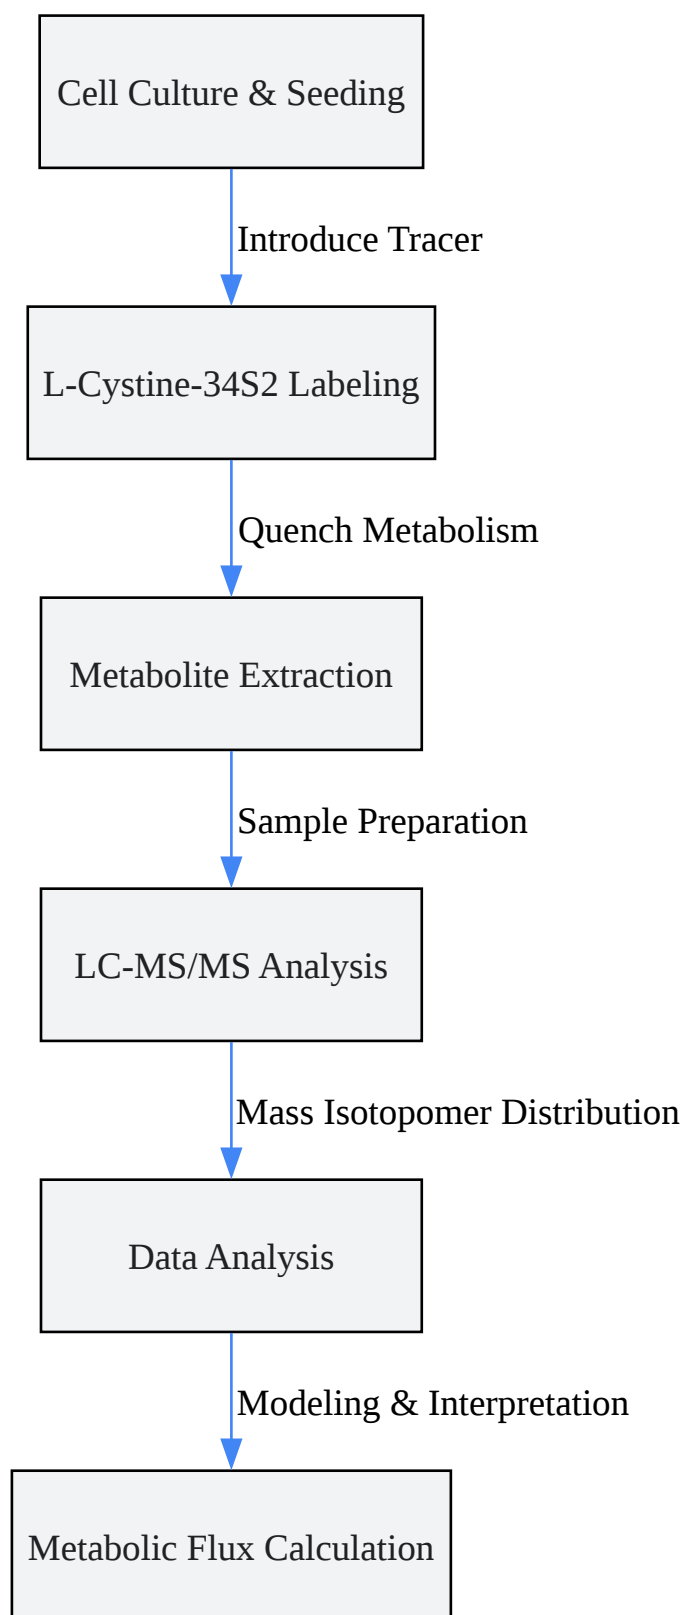 Cell Culture & Seeding
Introduce Tracer
L-Cystine-34S2 Labeling
Quench Metabolism
Metabolite Extraction
Sample Preparation
LC-MS/MS Analysis
Mass Isotopomer Distribution
Data Analysis
Modeling & Interpretation
Metabolic Flux Calculation